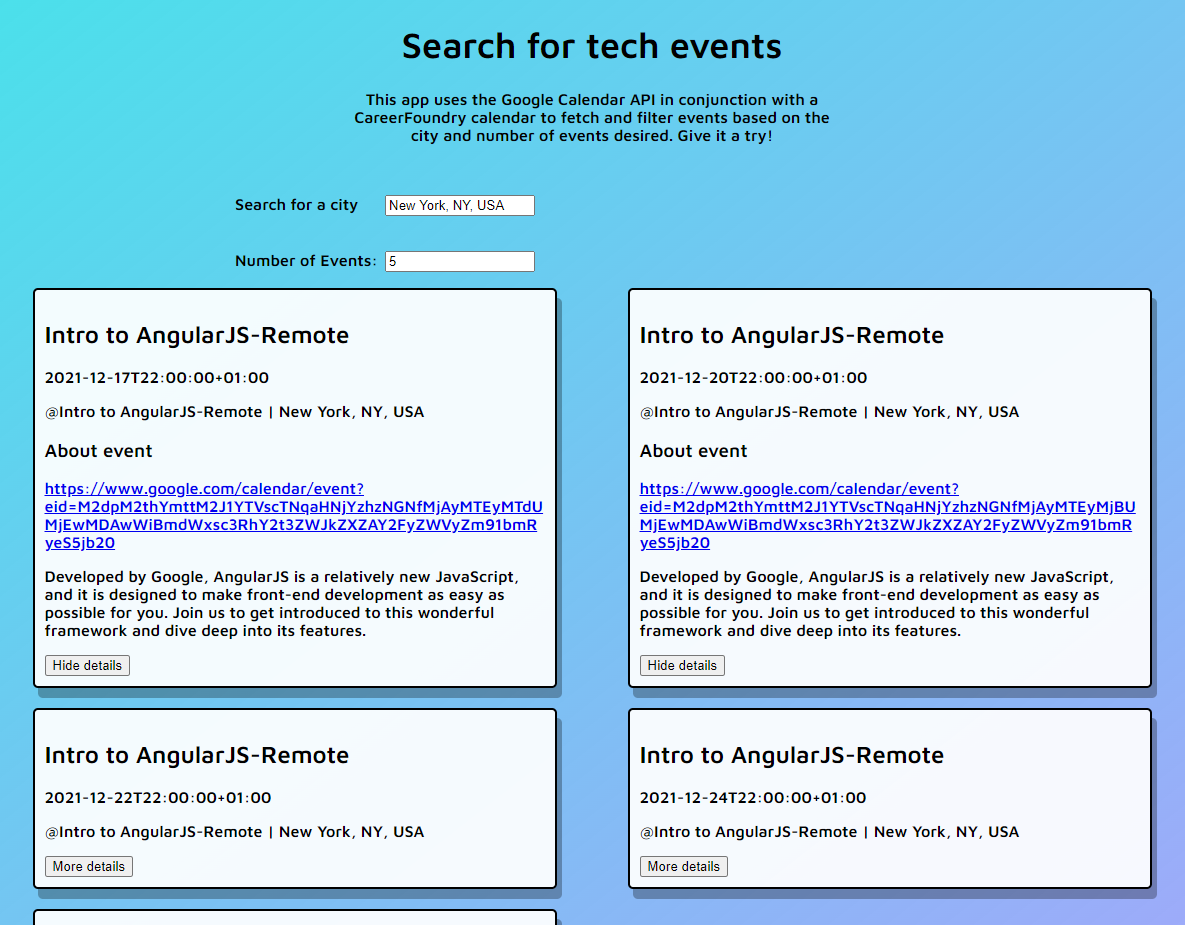 Search for tech events
This app uses the Google Calendar API in conjunction with a
CareerFoundry calendar to fetch and filter events based on the
city and number of events desired. Give it a try!
Search for a city
New York, NY, USA
Number of Events:
5
Intro to AngularJS-Remote
2021-12-17T22:00:00+01:00
@Intro to AngularJS-Remote | New York, NY, USA
About event
https://www.google.com/calendar/event?
eid=M2dpM2thYmttM2J1YTVscTNqaHNjYzhzNGNfMjAyMTEyMTdU
MjEwMDAwWiBmdWxsc3RhY2t3ZWJkZXZAY2FyZWVyZm91bmR
yeS5jb20
Developed by Google, AngularJS is a relatively new JavaScript,
and it is designed to make front-end development as easy as
possible for you. Join us to get introduced to this wonderful
framework and dive deep into its features.
Hide details
Intro to AngularJS-Remote
2021-12-20T22:00:00+01:00
@Intro to AngularJS-Remote | New York, NY, USA
About event
https://www.google.com/calendar/event?
eid=M2dpM2thYmttM2J1YTVscTNqaHNjYzhzNGNfMjAyMTEyMjBU
MjEwMDAwWiBmdWxsc3RhY2t3ZWJkZXZAY2FyZWVyZm91bmR
yeS5jb20
Developed by Google, AngularJS is a relatively new JavaScript,
and it is designed to make front-end development as easy as
possible for you. Join us to get introduced to this wonderful
framework and dive deep into its features.
Hide details
Intro to AngularJS-Remote
2021-12-22T22:00:00+01:00
@Intro to AngularJS-Remote | New York, NY, USA
More details
Intro to AngularJS-Remote
2021-12-24T22:00:00+01:00
@Intro to AngularJS-Remote | New York, NY, USA
More details